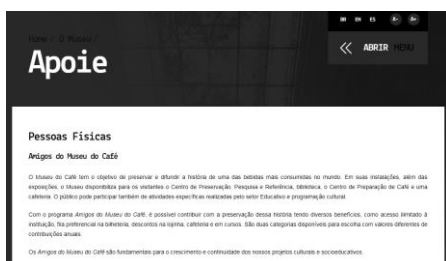 BR EN ES A- A+
Home / O Museu /
ABRIR MENU
Apoie
Pessoas Físicas
Amigos do Museu do Café
O Museu do Café tem o objetivo de preservar e difundir a história de uma das bebidas mais consumidas no mundo. Em suas instalações, além das
exposições, o Museu disponibiliza para os visitantes o Centro de Preservação, Pesquisa e Referência, biblioteca, o Centro de Preparação de Café e uma
cafeteria. O público pode participar também de atividades específicas realizadas pelo setor Educativo e programação cultural.
Com o programa Amigos do Museu do Café, é possível contribuir com a preservação dessa história tendo diversos benefícios, como acesso ilimitado à
instituição, fila preferencial na bilheteria, descontos na lojinha, cafeteria e em cursos. São duas categorias disponíveis para escolha com valores diferentes de
contribuições anuais.
Os Amigos do Museu do Café são fundamentais para o crescimento e continuidade dos nossos projetos culturais e socioeducativos.